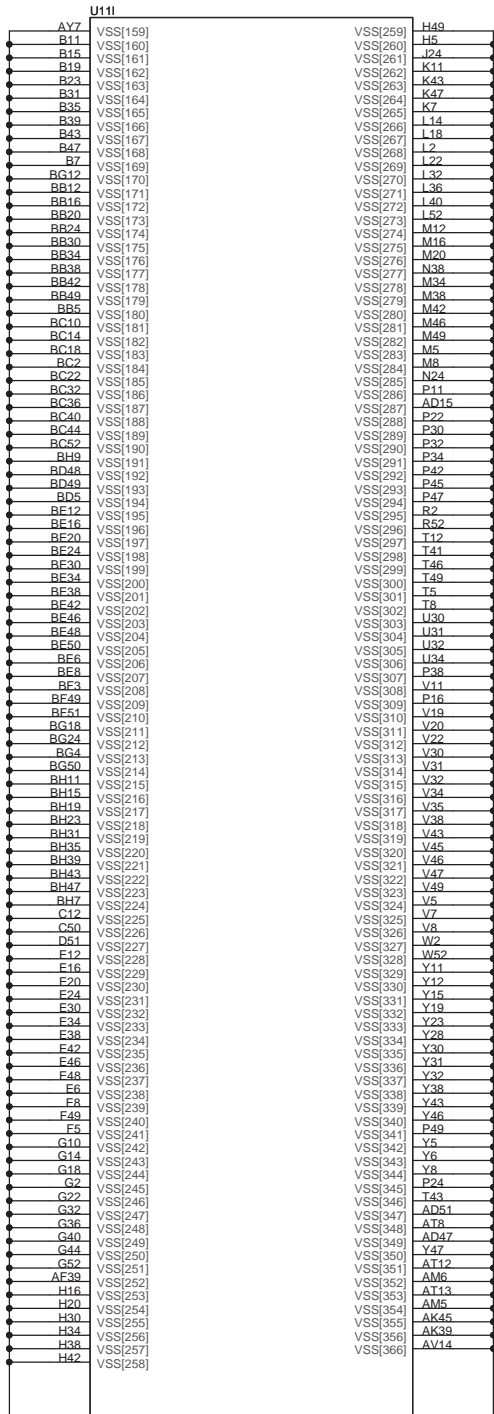 U11I
AY7 VSS[159] VSS[259] H49
B11 VSS[160] VSS[260] H5
B15 VSS[161] VSS[261] J24
B19 VSS[162] VSS[262] K11
B23 VSS[163] VSS[263] K43
B31 VSS[164] VSS[264] K47
B35 VSS[165] VSS[265] K7
B39 VSS[166] VSS[266] L14
B43 VSS[167] VSS[267] L18
B47 VSS[168] VSS[268] L2
B7 VSS[169] VSS[269] L22
BG12 VSS[170] VSS[270] L32
BB12 VSS[171] VSS[271] L36
BB16 VSS[172] VSS[272] L40
BB20 VSS[173] VSS[273] L52
BB24 VSS[174] VSS[274] M12
BB30 VSS[175] VSS[275] M16
BB34 VSS[176] VSS[276] M20
BB38 VSS[177] VSS[277] N38
BB42 VSS[178] VSS[278] M34
BB49 VSS[179] VSS[279] M38
BB5 VSS[180] VSS[280] M42
BC10 VSS[181] VSS[281] M46
BC14 VSS[182] VSS[282] M49
BC18 VSS[183] VSS[283] M5
BC2 VSS[184] VSS[284] M8
BC22 VSS[185] VSS[285] N24
BC32 VSS[186] VSS[286] P11
BC36 VSS[187] VSS[287] AD15
BC40 VSS[188] VSS[288] P22
BC44 VSS[189] VSS[289] P30
BC52 VSS[190] VSS[290] P32
BH9 VSS[191] VSS[291] P34
BD48 VSS[192] VSS[292] P42
BD49 VSS[193] VSS[293] P45
BD5 VSS[194] VSS[294] P47
BE12 VSS[195] VSS[295] R2
BE16 VSS[196] VSS[296] R52
BE20 VSS[197] VSS[297] T12
BE24 VSS[198] VSS[298] T41
BE30 VSS[199] VSS[299] T46
BE34 VSS[200] VSS[300] T49
BE38 VSS[201] VSS[301] T5
BE42 VSS[202] VSS[302] T8
BE46 VSS[203] VSS[303] U30
BE48 VSS[204] VSS[304] U31
BE50 VSS[205] VSS[305] U32
BE6 VSS[206] VSS[306] U34
BE8 VSS[207] VSS[307] P38
BF3 VSS[208] VSS[308] V11
BF49 VSS[209] VSS[309] P16
BF51 VSS[210] VSS[310] V19
BG18 VSS[211] VSS[311] V20
BG24 VSS[212] VSS[312] V22
BG4 VSS[213] VSS[313] V30
BG50 VSS[214] VSS[314] V31
BH11 VSS[215] VSS[315] V32
BH15 VSS[216] VSS[316] V34
BH19 VSS[217] VSS[317] V35
BH23 VSS[218] VSS[318] V38
BH31 VSS[219] VSS[319] V43
BH35 VSS[220] VSS[320] V45
BH39 VSS[221] VSS[321] V46
BH43 VSS[222] VSS[322] V47
BH47 VSS[223] VSS[323] V49
BH7 VSS[224] VSS[324] V5
C12 VSS[225] VSS[325] V7
C50 VSS[226] VSS[326] V8
D51 VSS[227] VSS[327] W2
E12 VSS[228] VSS[328] W52
E16 VSS[229] VSS[329] Y11
E20 VSS[230] VSS[330] Y12
E24 VSS[231] VSS[331] Y15
E30 VSS[232] VSS[332] Y19
E34 VSS[233] VSS[333] Y23
E38 VSS[234] VSS[334] Y28
E42 VSS[235] VSS[335] Y30
E46 VSS[236] VSS[336] Y31
E48 VSS[237] VSS[337] Y32
E6 VSS[238] VSS[338] Y38
E8 VSS[239] VSS[339] Y43
F49 VSS[240] VSS[340] Y46
F5 VSS[241] VSS[341] P49
G10 VSS[242] VSS[342] Y5
G14 VSS[243] VSS[343] Y6
G18 VSS[244] VSS[344] Y8
G2 VSS[245] VSS[345] P24
G22 VSS[246] VSS[346] T43
G32 VSS[247] VSS[347] AD51
G36 VSS[248] VSS[348] AT8
G40 VSS[249] VSS[349] AD47
G44 VSS[250] VSS[350] Y47
G52 VSS[251] VSS[351] AT12
AF39 VSS[252] VSS[352] AM6
H16 VSS[253] VSS[353] AT13
H20 VSS[254] VSS[354] AM5
H30 VSS[255] VSS[355] AK45
H34 VSS[256] VSS[356] AK39
H38 VSS[257] VSS[366] AV14
H42 VSS[258]